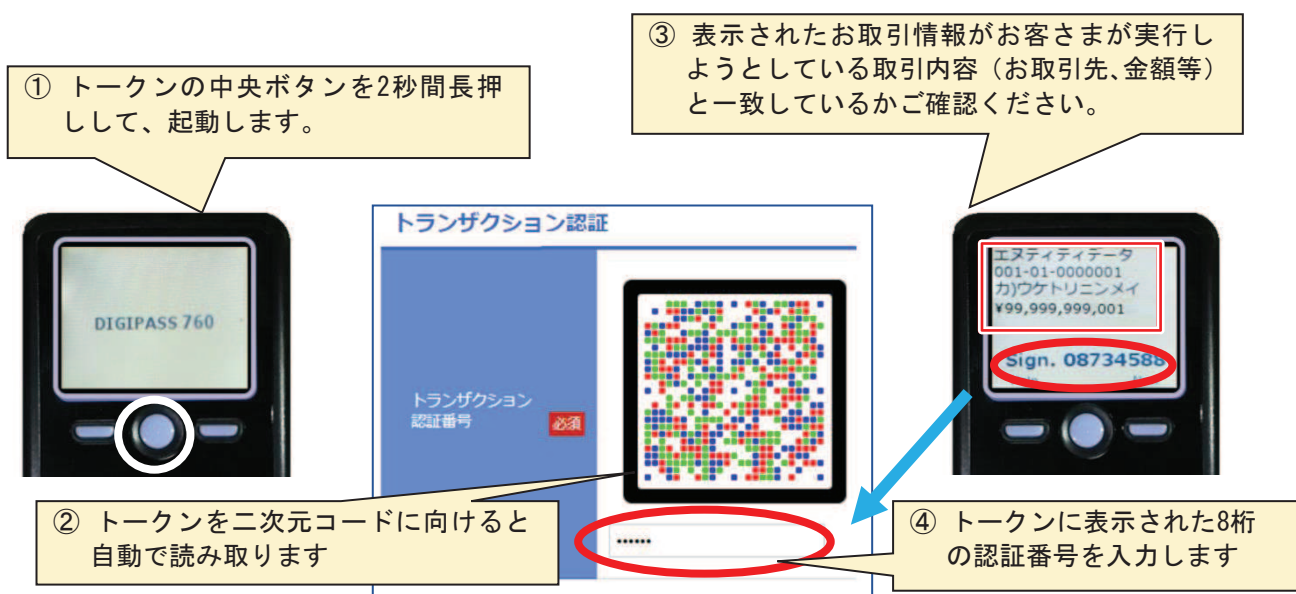 ① トークンの中央ボタンを2秒間長押
しして、起動します。
③ 表示されたお取引情報がお客さまが実行し
ようとしている取引内容（お取引先、金額等）
と一致しているかご確認ください。
DIGIPASS 760
トランザクション認証
トランザクション
認証番号
必須
••••••
エヌティティデータ
001-01-0000001
カ)ウケトリニンメイ
¥99,999,999,001
Sign. 08734588
② トークンを二次元コードに向けると
自動で読み取ります
④ トークンに表示された8桁
の認証番号を入力します